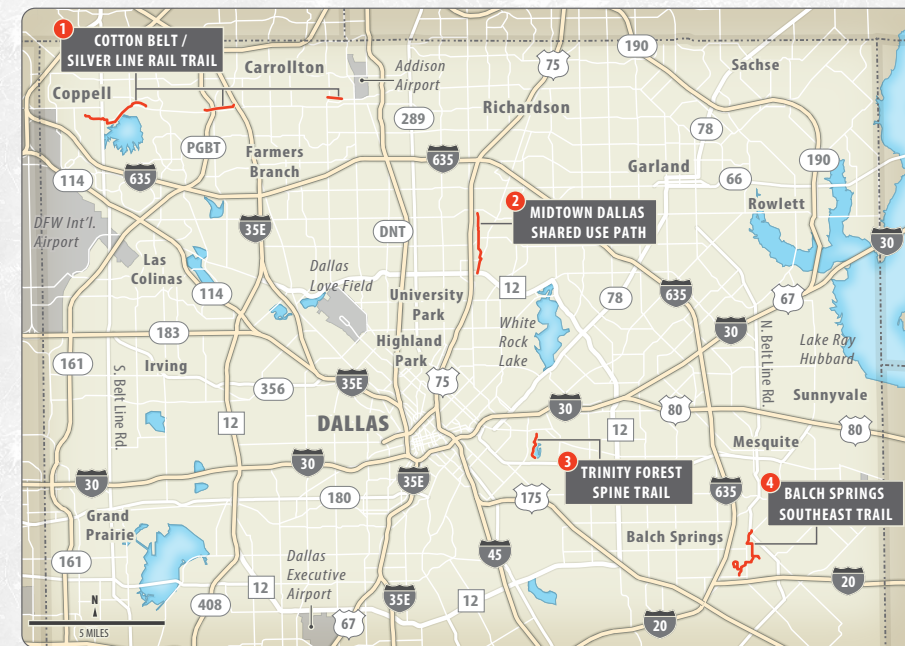 1
COTTON BELT /
SILVER LINE RAIL TRAIL
190
75
Sachse
Carrollton
Addison
Airport
Coppell
Richardson
289
78
PGBT
Farmers
Branch
635
190
114
635
Garland
66
2
MIDTOWN DALLAS
SHARED USE PATH
Rowlett
DFW Int'l.
Airport
35E
DNT
30
Las
Colinas
Dallas
Love Field
114
University
Park
12
78
635
67
183
White
Rock
Lake
30
N. Belt Line Rd.
Lake Ray
Hubbard
Highland
Park
161
S. Belt Line Rd.
Irving
356
35E
75
Sunnyvale
30
80
DALLAS
12
12
80
Mesquite
30
30
35E
3
TRINITY FOREST
SPINE TRAIL
4
BALCH SPRINGS
SOUTHEAST TRAIL
180
175
635
Grand
Prairie
Balch Springs
161
45
Dallas
Executive
Airport
12
20
408
35E
12
67
20
N
5 MILES